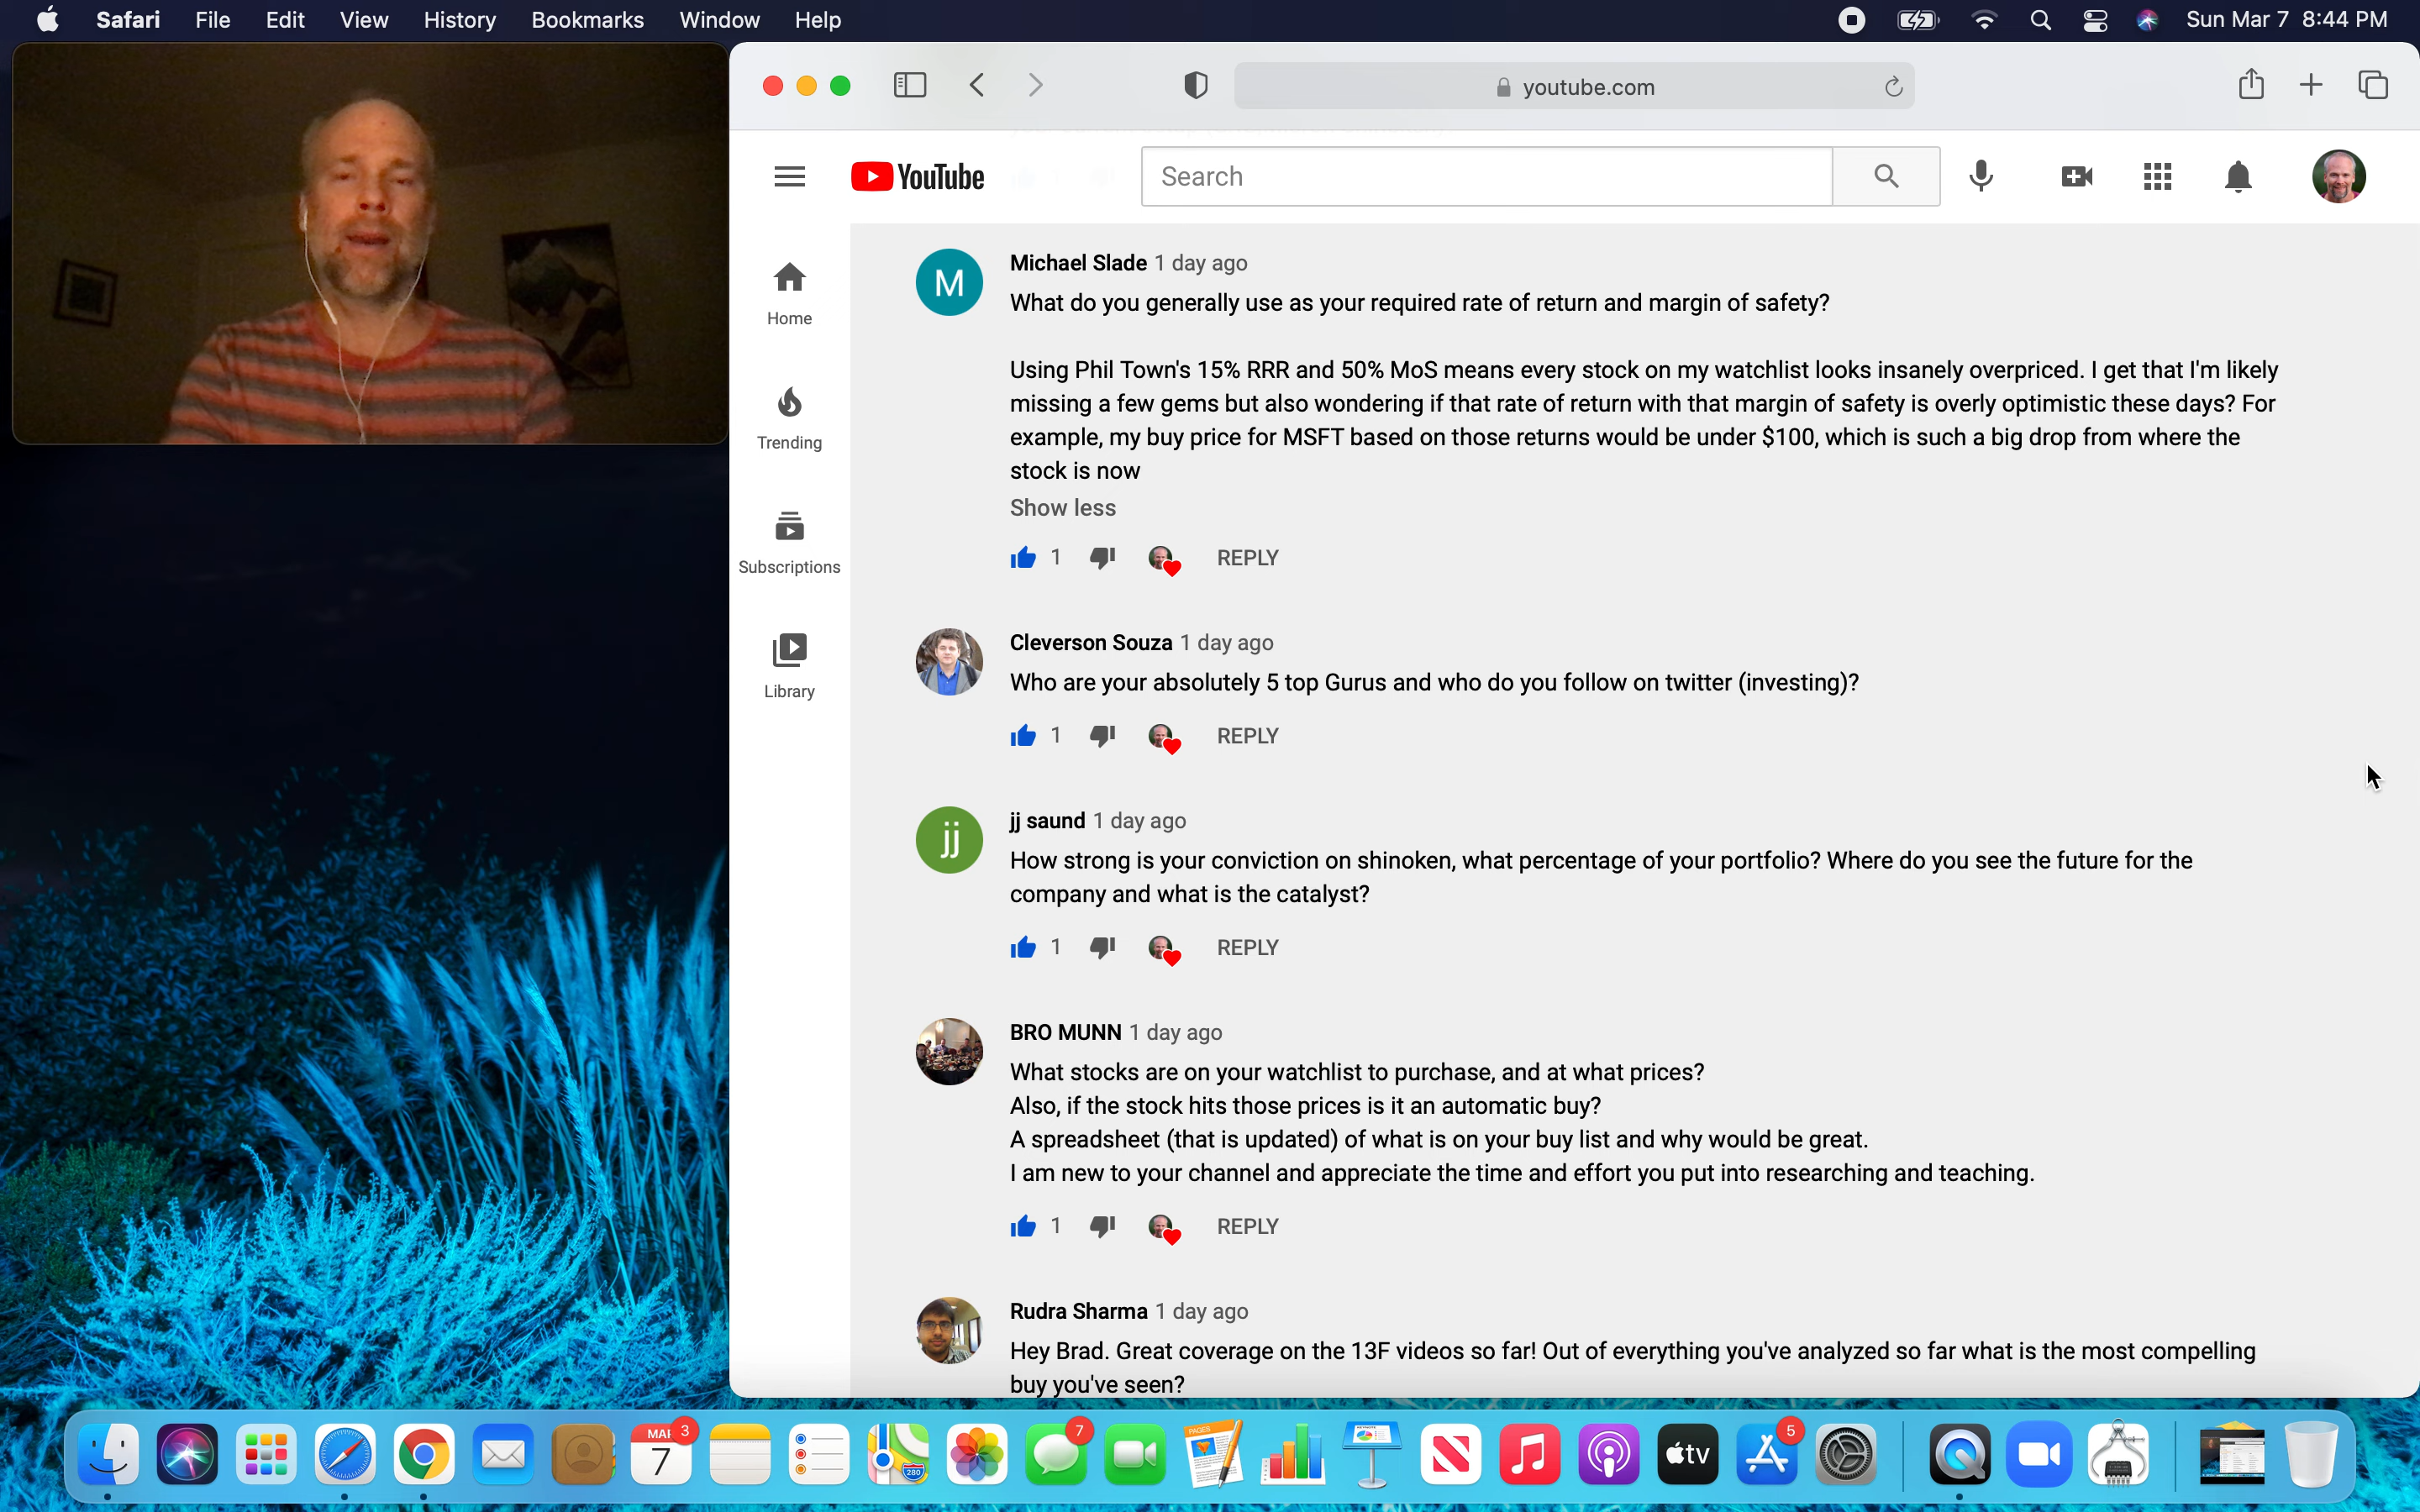 Safari File Edit View History Bookmarks Window Help Sun Mar 7 8:44 PM
youtube.com
YouTube
Search
Home
Trending
Subscriptions
Library
M
Michael Slade 1 day ago
What do you generally use as your required rate of return and margin of safety?
Using Phil Town's 15% RRR and 50% MoS means every stock on my watchlist looks insanely overpriced. I get that I'm likely
missing a few gems but also wondering if that rate of return with that margin of safety is overly optimistic these days? For
example, my buy price for MSFT based on those returns would be under $100, which is such a big drop from where the
stock is now
Show less
1 REPLY
Cleverson Souza 1 day ago
Who are your absolutely 5 top Gurus and who do you follow on twitter (investing)?
1 REPLY
jj
jj saund 1 day ago
How strong is your conviction on shinoken, what percentage of your portfolio? Where do you see the future for the
company and what is the catalyst?
1 REPLY
BRO MUNN 1 day ago
What stocks are on your watchlist to purchase, and at what prices?
Also, if the stock hits those prices is it an automatic buy?
A spreadsheet (that is updated) of what is on your buy list and why would be great.
I am new to your channel and appreciate the time and effort you put into researching and teaching.
1 REPLY
Rudra Sharma 1 day ago
Hey Brad. Great coverage on the 13F videos so far! Out of everything you've analyzed so far what is the most compelling
buy you've seen?
MAR 3 7 5
7 280 PAGES tv